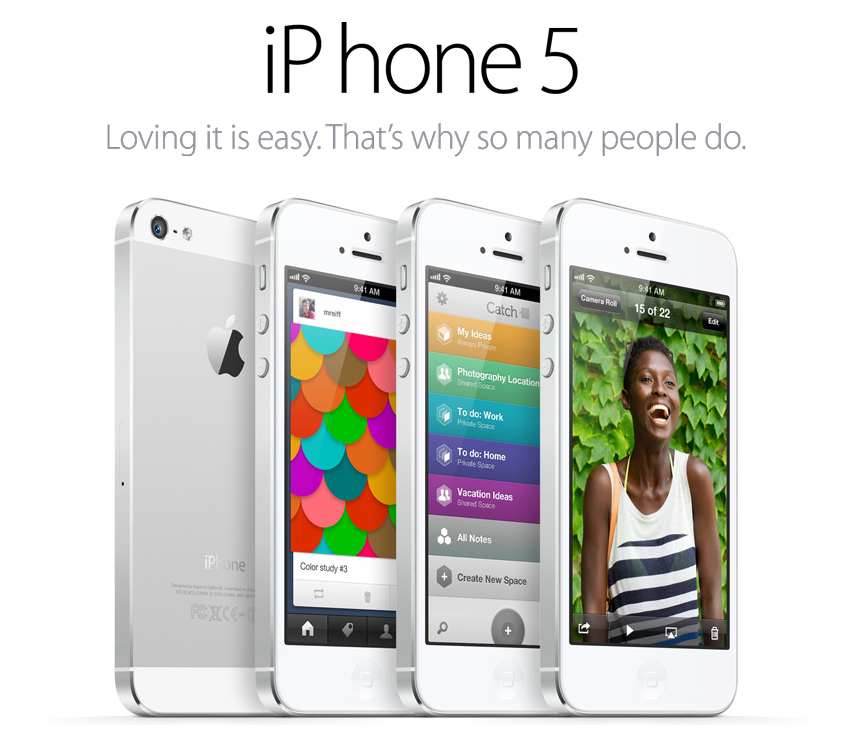 iPhone 5
Loving it is easy. That's why so many people do.
9:41 AM
mreiff
Color study #3
9:41 AM
Catch
My Ideas
Always Private
Photography Location
Shared Space
To do: Work
Private Space
To do: Home
Private Space
Vacation Ideas
Shared Space
All Notes
Create New Space
9:41 AM
Camera Roll
15 of 22
Edit
iPhone